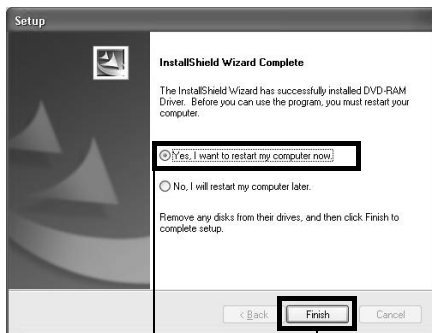 Setup
InstallShield Wizard Complete
The InstallShield Wizard has successfully installed DVD-RAM
Driver. Before you can use the program, you must restart your
computer.
Yes, I want to restart my computer now.
No, I will restart my computer later.
Remove any disks from their drives, and then click Finish to
complete setup.
< Back Finish Cancel